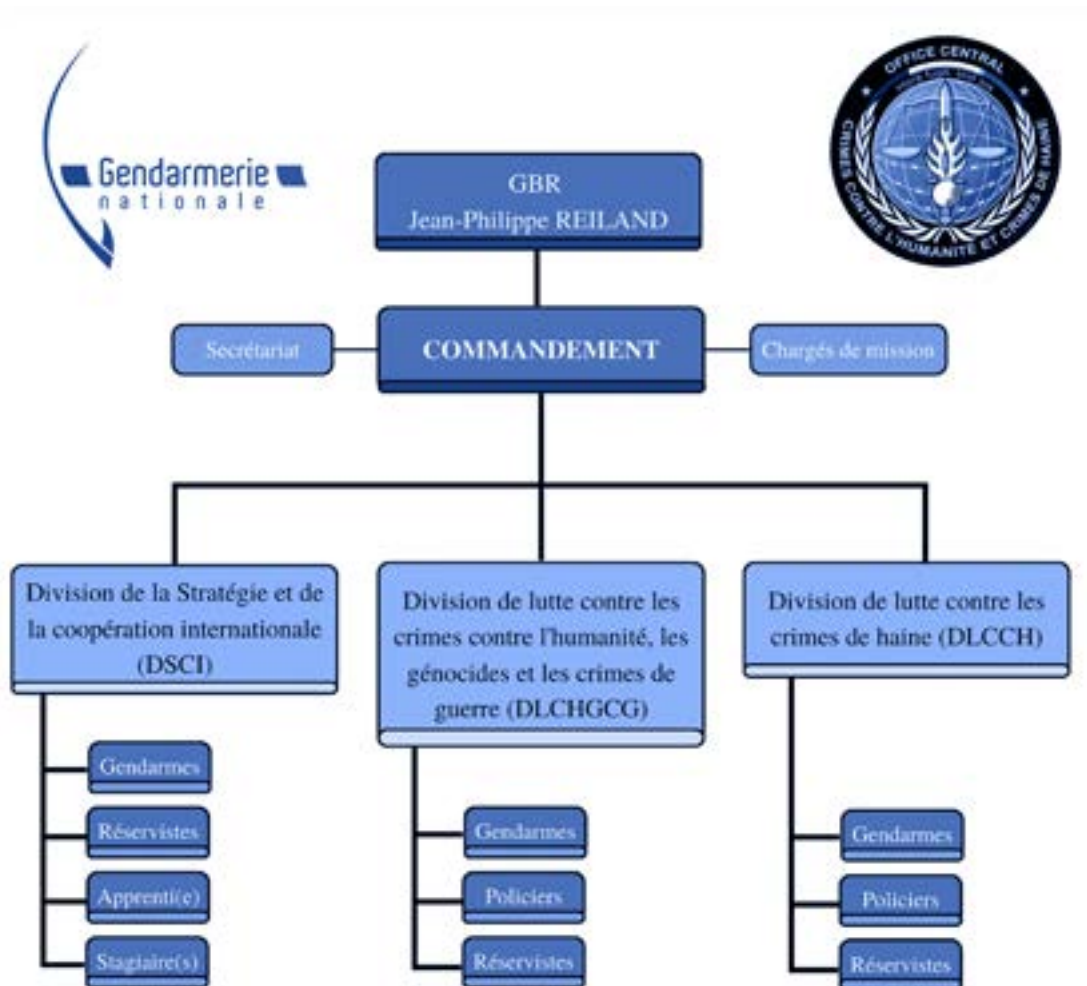 Gendarmerie
nationale
OFFICE CENTRAL
CRIMES CONTRE L'HUMANITÉ ET CRIMES DE HAINE
GBR
Jean-Philippe REILAND
Secrétariat
COMMANDEMENT
Chargés de mission
Division de la Stratégie et de
la coopération internationale
(DSCI)
Gendarmes
Réservistes
Apprenti(e)
Stagiaire(s)
Division de lutte contre les
crimes contre l'humanité, les
génocides et les crimes de
guerre (DLCHGCG)
Gendarmes
Policiers
Réservistes
Division de lutte contre les
crimes de haine (DLCCH)
Gendarmes
Policiers
Réservistes